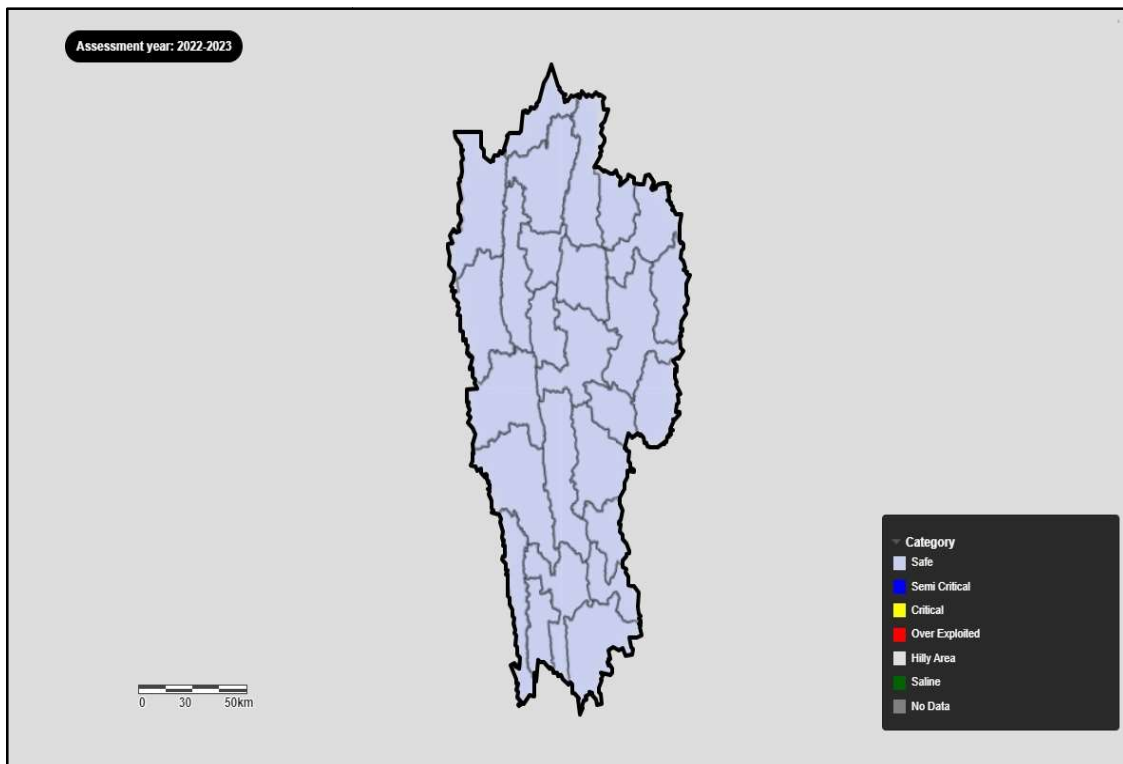 Assessment year: 2022-2023
Category
Safe
Semi Critical
Critical
Over Exploited
Hilly Area
Saline
No Data
0 30 50km